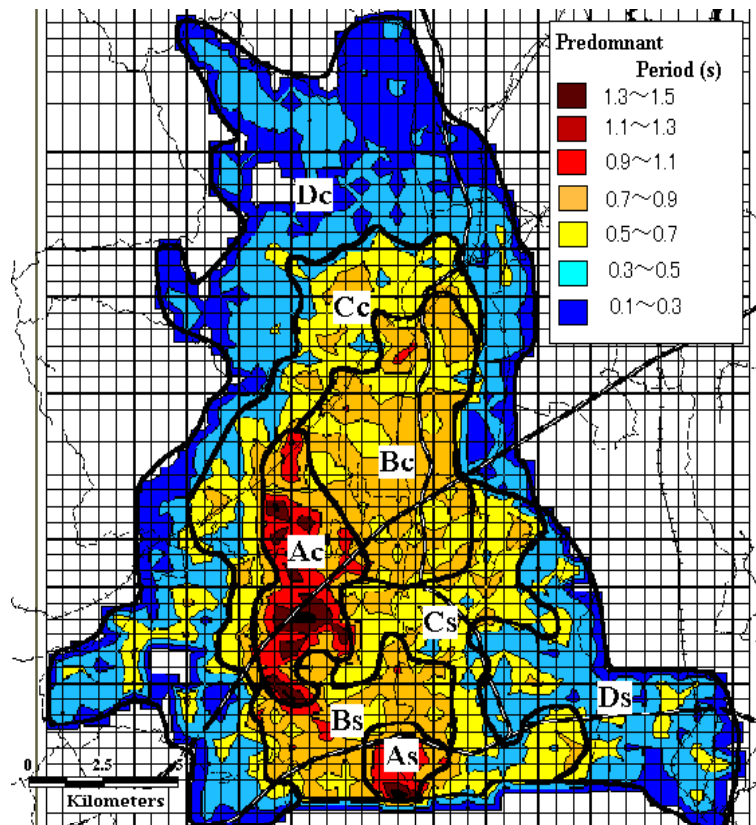 Predomnant
Period (s)
1.3～1.5
1.1～1.3
0.9～1.1
0.7～0.9
0.5～0.7
0.3～0.5
0.1～0.3
Dc
Cc
Bc
Ac
Cs
Ds
Bs
As
0 2.5 5
Kilometers